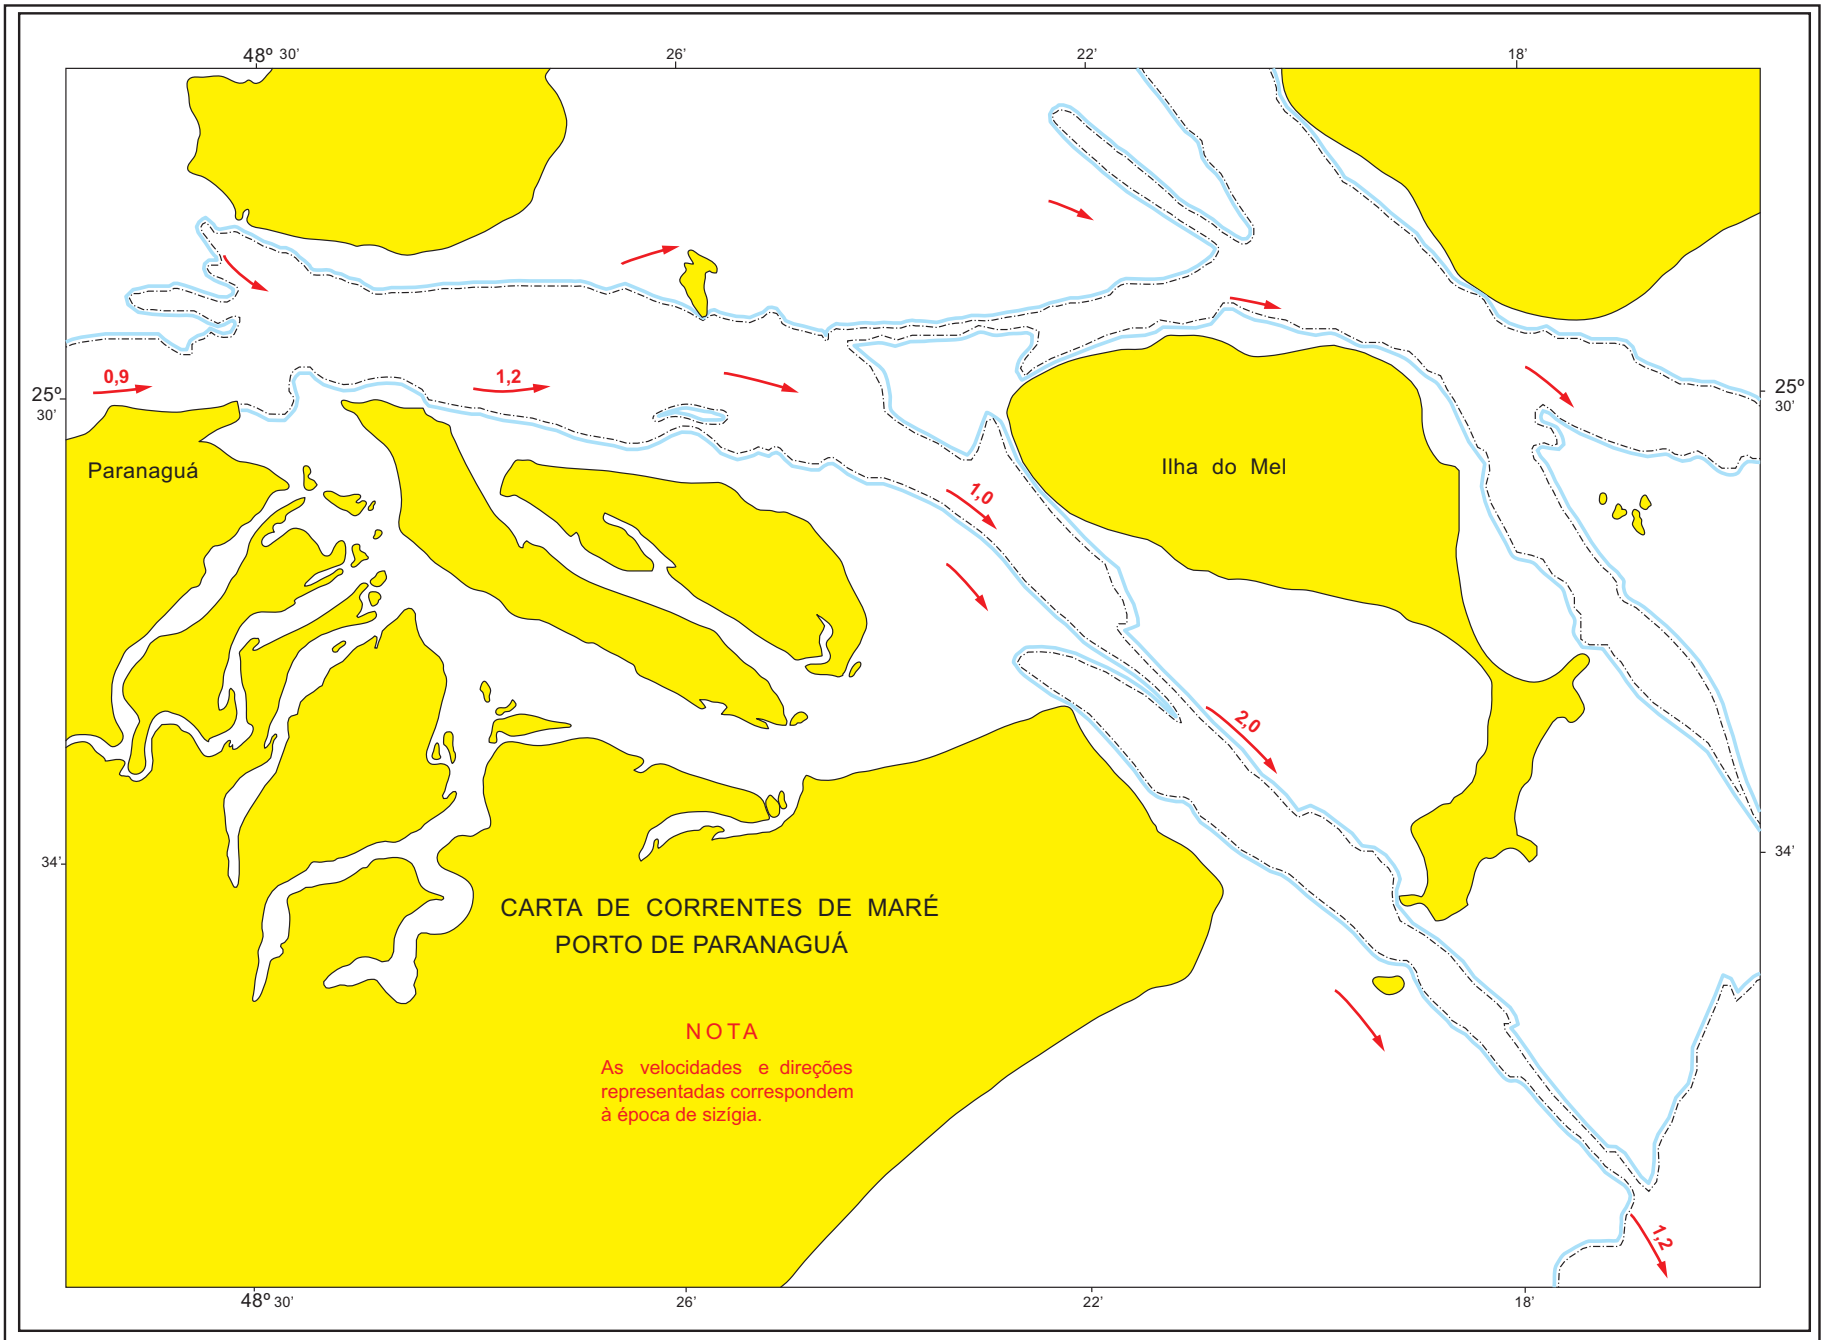 48º 30'
26'
22'
18'
0,9
1,2
25º
30'
25º
30'
Paranaguá
Ilha do Mel
1,0
2,0
34'
34'
CARTA DE CORRENTES DE MARÉ
PORTO DE PARANAGUÁ
NOTA
As velocidades e direções
representadas correspondem
à época de sizígia.
1,2
48º 30'
26'
22'
18'